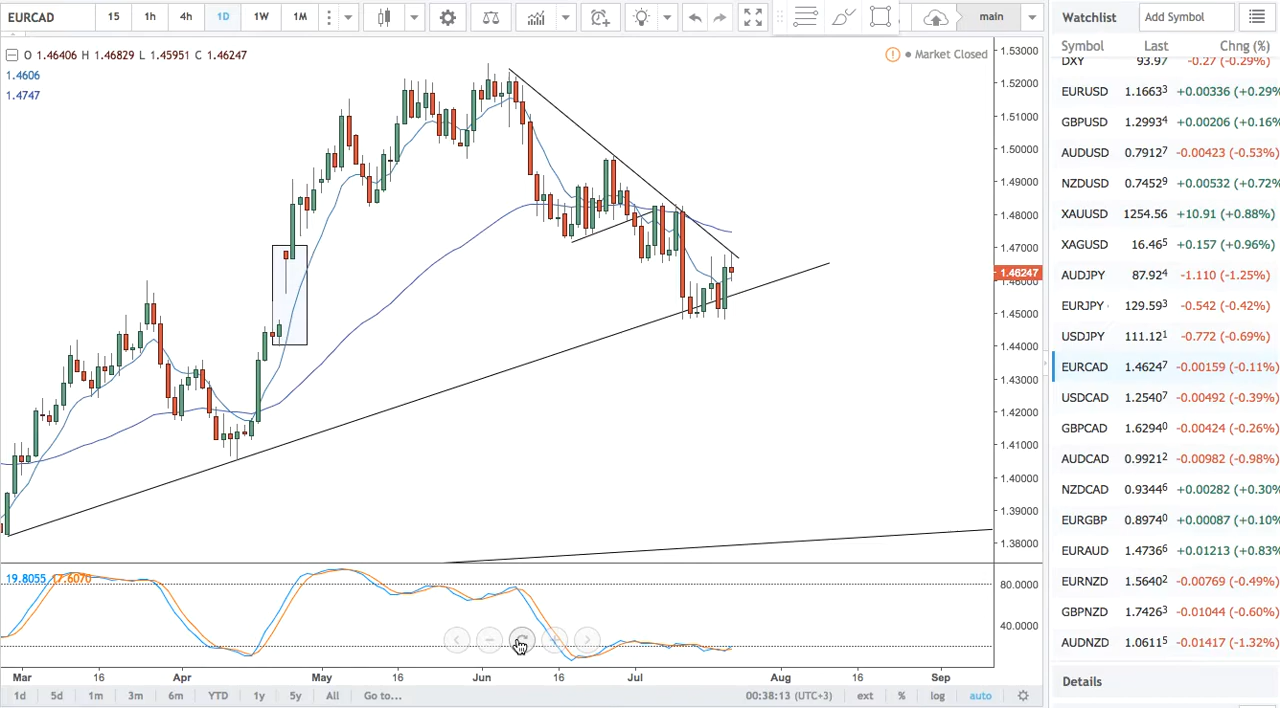 EURCAD 15 1h 4h 1D 1W 1M main
Watchlist Add Symbol
O 1.46406 H 1.46829 L 1.45951 C 1.46247
Market Closed
1.4606
1.4747
Symbol Last Chng (%)
DXY 93.97 -0.27 (-0.29%)
EURUSD 1.16633 +0.00336 (+0.29%
GBPUSD 1.29934 +0.00206 (+0.16%
AUDUSD 0.79127 -0.00423 (-0.53%)
NZDUSD 0.74529 +0.00532 (+0.72%
XAUUSD 1254.56 +10.91 (+0.88%)
XAGUSD 16.465 +0.157 (+0.96%)
AUDJPY 87.924 -1.110 (-1.25%)
EURJPY 129.593 -0.542 (-0.42%)
USDJPY 111.121 -0.772 (-0.69%)
EURCAD 1.46247 -0.00159 (-0.11%)
USDCAD 1.25407 -0.00492 (-0.39%)
GBPCAD 1.62940 -0.00424 (-0.26%)
AUDCAD 0.99212 -0.00982 (-0.98%)
NZDCAD 0.93446 +0.00282 (+0.30%
EURGBP 0.89740 +0.00087 (+0.10%
EURAUD 1.47366 +0.01213 (+0.83%
EURNZD 1.56402 -0.00769 (-0.49%)
GBPNZD 1.74263 -0.01044 (-0.60%)
AUDNZD 1.06115 -0.01417 (-1.32%)
Details
1.53000
1.52000
1.51000
1.50000
1.49000
1.48000
1.47000
1.46247
1.46000
1.45000
1.44000
1.43000
1.42000
1.41000
1.40000
1.39000
1.38000
19.8055 17.6070
80.0000
40.0000
Mar 16 Apr 16 May 16 Jun 16 Jul Aug 16 Sep
1d 5d 1m 3m 6m YTD 1y 5y All Go to... 00:38:13 (UTC+3) ext % log auto